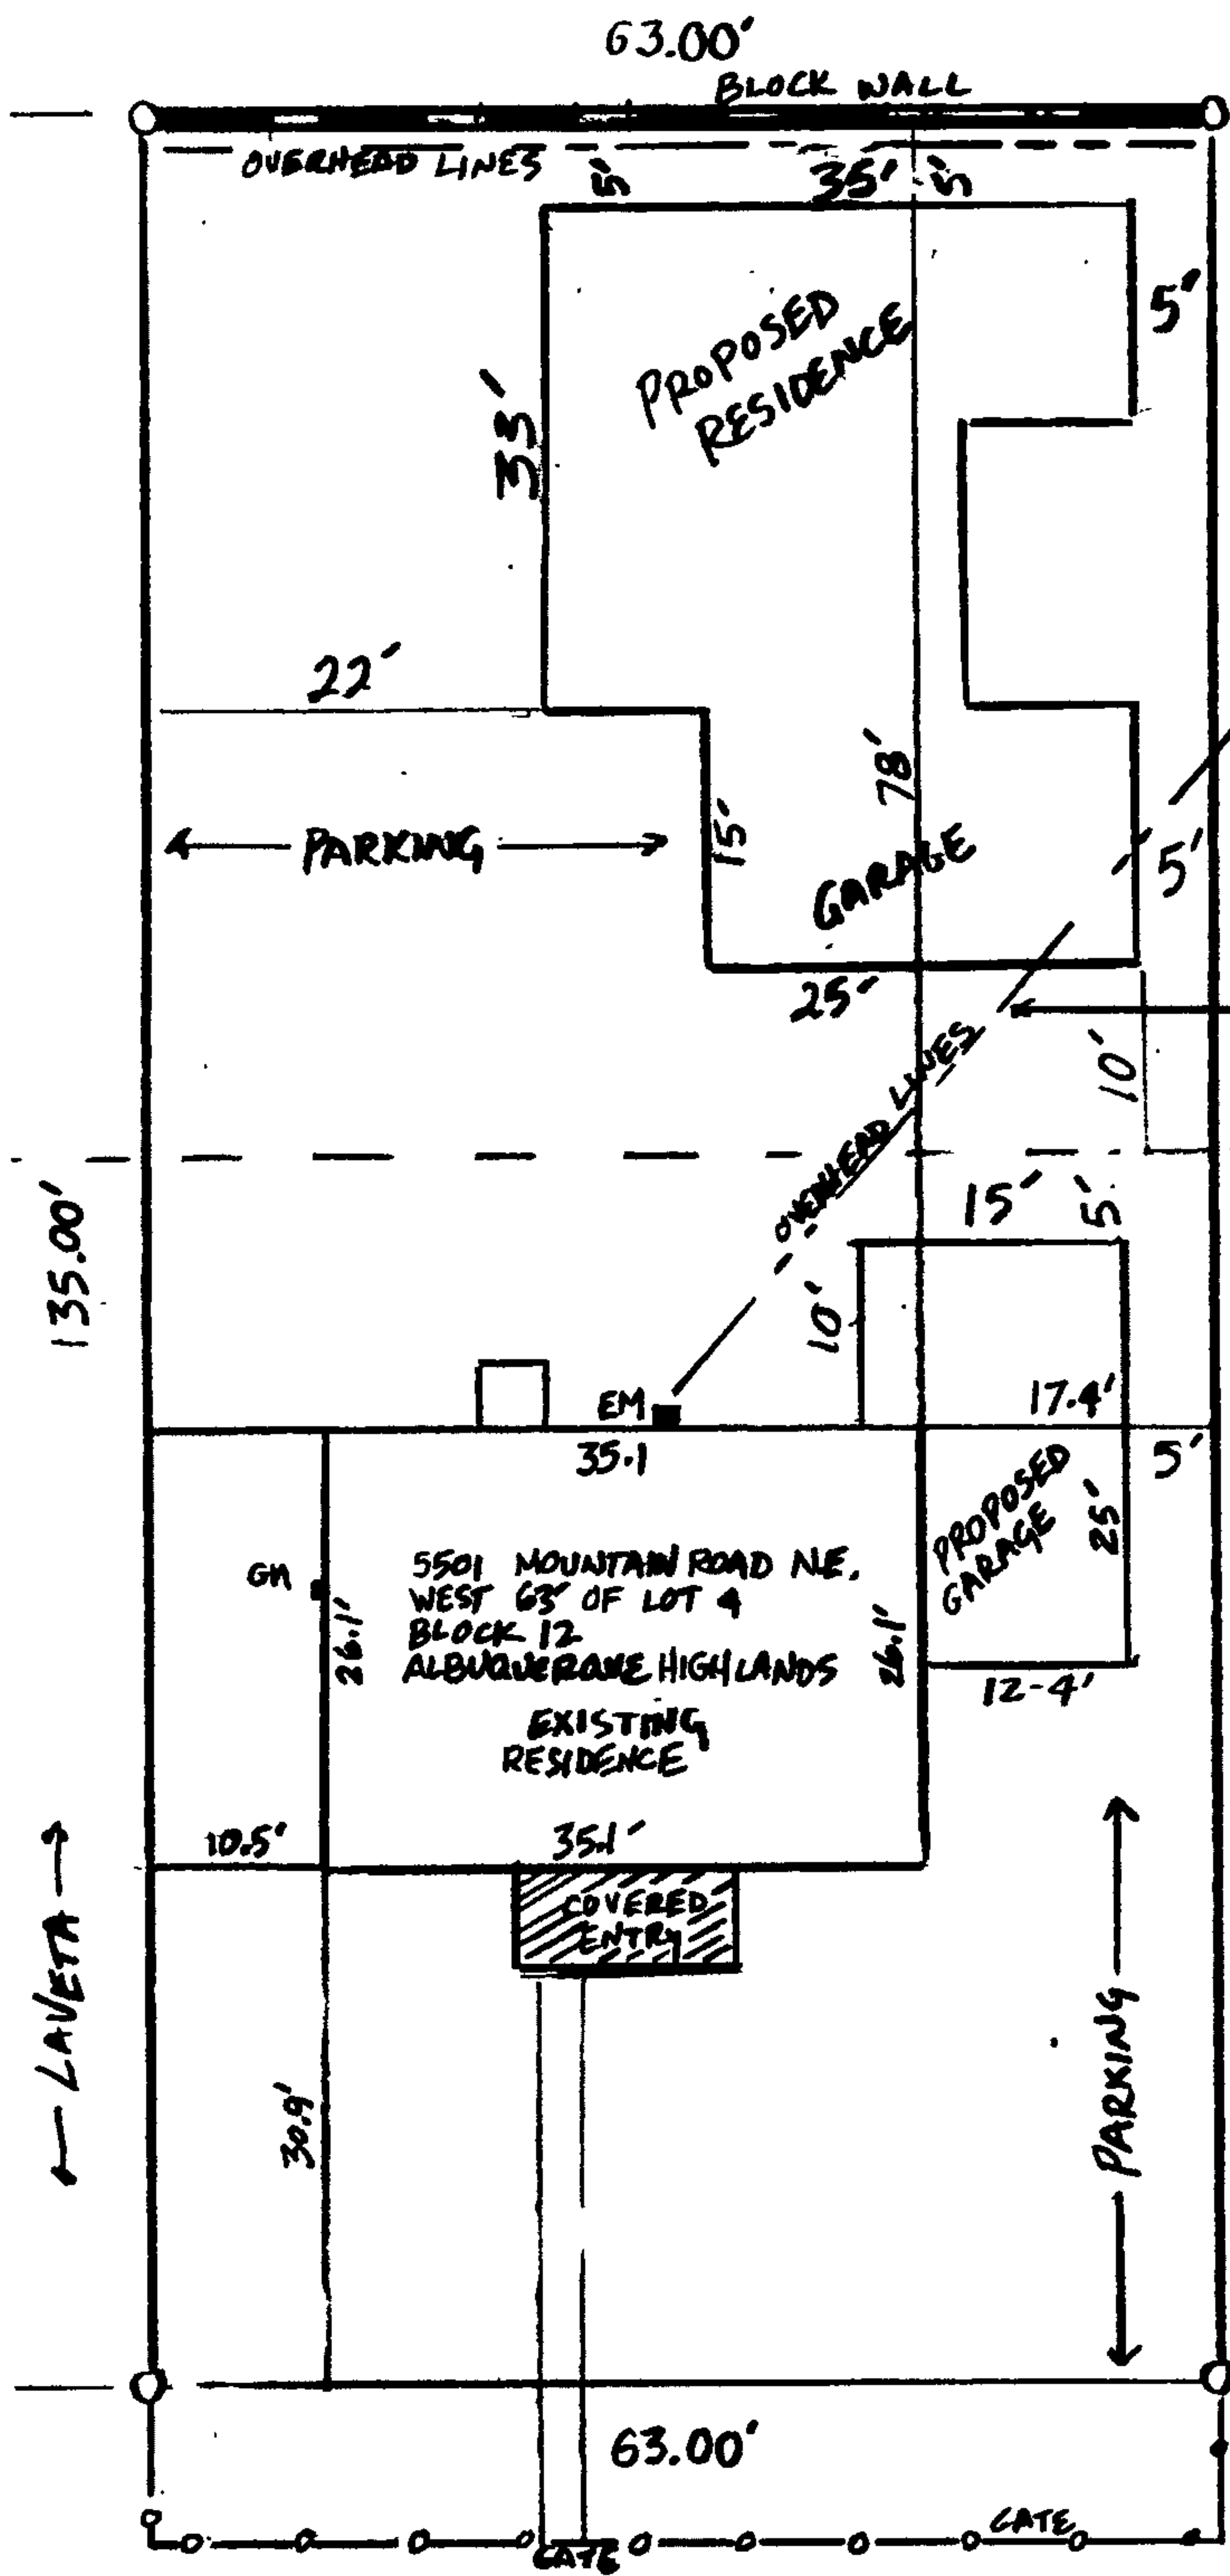 63.00'
BLOCK WALL
OVERHEAD LINES
5'
35'
5'
PROPOSED
RESIDENCE
5'
33'
22'
78'
PARKING
15'
GARAGE
5'
25'
OVERHEAD LINES
10'
135.00'
15'
5'
10'
EM
17.4'
35.1
5'
PROPOSED
GARAGE
25'
GM
26.1'
5501 MOUNTAIN ROAD N.E.
WEST 63' OF LOT 4
BLOCK 12
ALBUQUERQUE HIGHLANDS
EXISTING
RESIDENCE
26.1'
12-4'
10.5'
35.1'
COVERED
ENTRY
LAVETA
30.9'
PARKING
63.00'
GATE
GATE